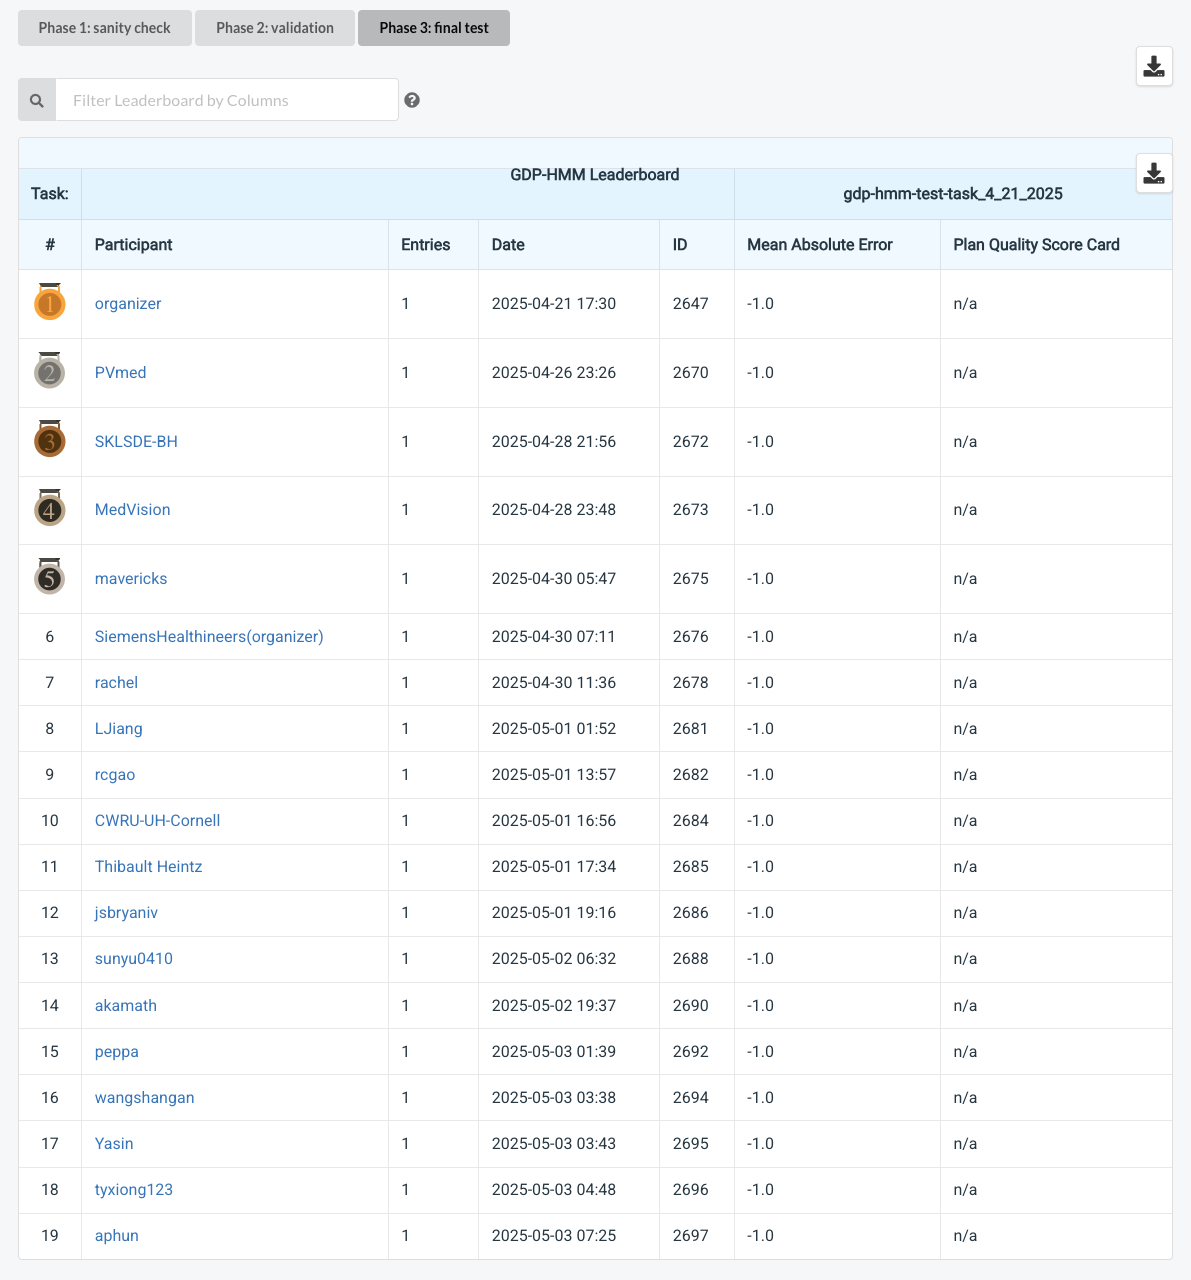 Phase 1: sanity check Phase 2: validation Phase 3: final test
Filter Leaderboard by Columns
GDP-HMM Leaderboard
Task: gdp-hmm-test-task_4_21_2025
# Participant Entries Date ID Mean Absolute Error Plan Quality Score Card
1 organizer 1 2025-04-21 17:30 2647 -1.0 n/a
2 PVmed 1 2025-04-26 23:26 2670 -1.0 n/a
3 SKLSDE-BH 1 2025-04-28 21:56 2672 -1.0 n/a
4 MedVision 1 2025-04-28 23:48 2673 -1.0 n/a
5 mavericks 1 2025-04-30 05:47 2675 -1.0 n/a
6 SiemensHealthineers(organizer) 1 2025-04-30 07:11 2676 -1.0 n/a
7 rachel 1 2025-04-30 11:36 2678 -1.0 n/a
8 LJiang 1 2025-05-01 01:52 2681 -1.0 n/a
9 rcgao 1 2025-05-01 13:57 2682 -1.0 n/a
10 CWRU-UH-Cornell 1 2025-05-01 16:56 2684 -1.0 n/a
11 Thibault Heintz 1 2025-05-01 17:34 2685 -1.0 n/a
12 jsbryaniv 1 2025-05-01 19:16 2686 -1.0 n/a
13 sunyu0410 1 2025-05-02 06:32 2688 -1.0 n/a
14 akamath 1 2025-05-02 19:37 2690 -1.0 n/a
15 peppa 1 2025-05-03 01:39 2692 -1.0 n/a
16 wangshangan 1 2025-05-03 03:38 2694 -1.0 n/a
17 Yasin 1 2025-05-03 03:43 2695 -1.0 n/a
18 tyxiong123 1 2025-05-03 04:48 2696 -1.0 n/a
19 aphun 1 2025-05-03 07:25 2697 -1.0 n/a